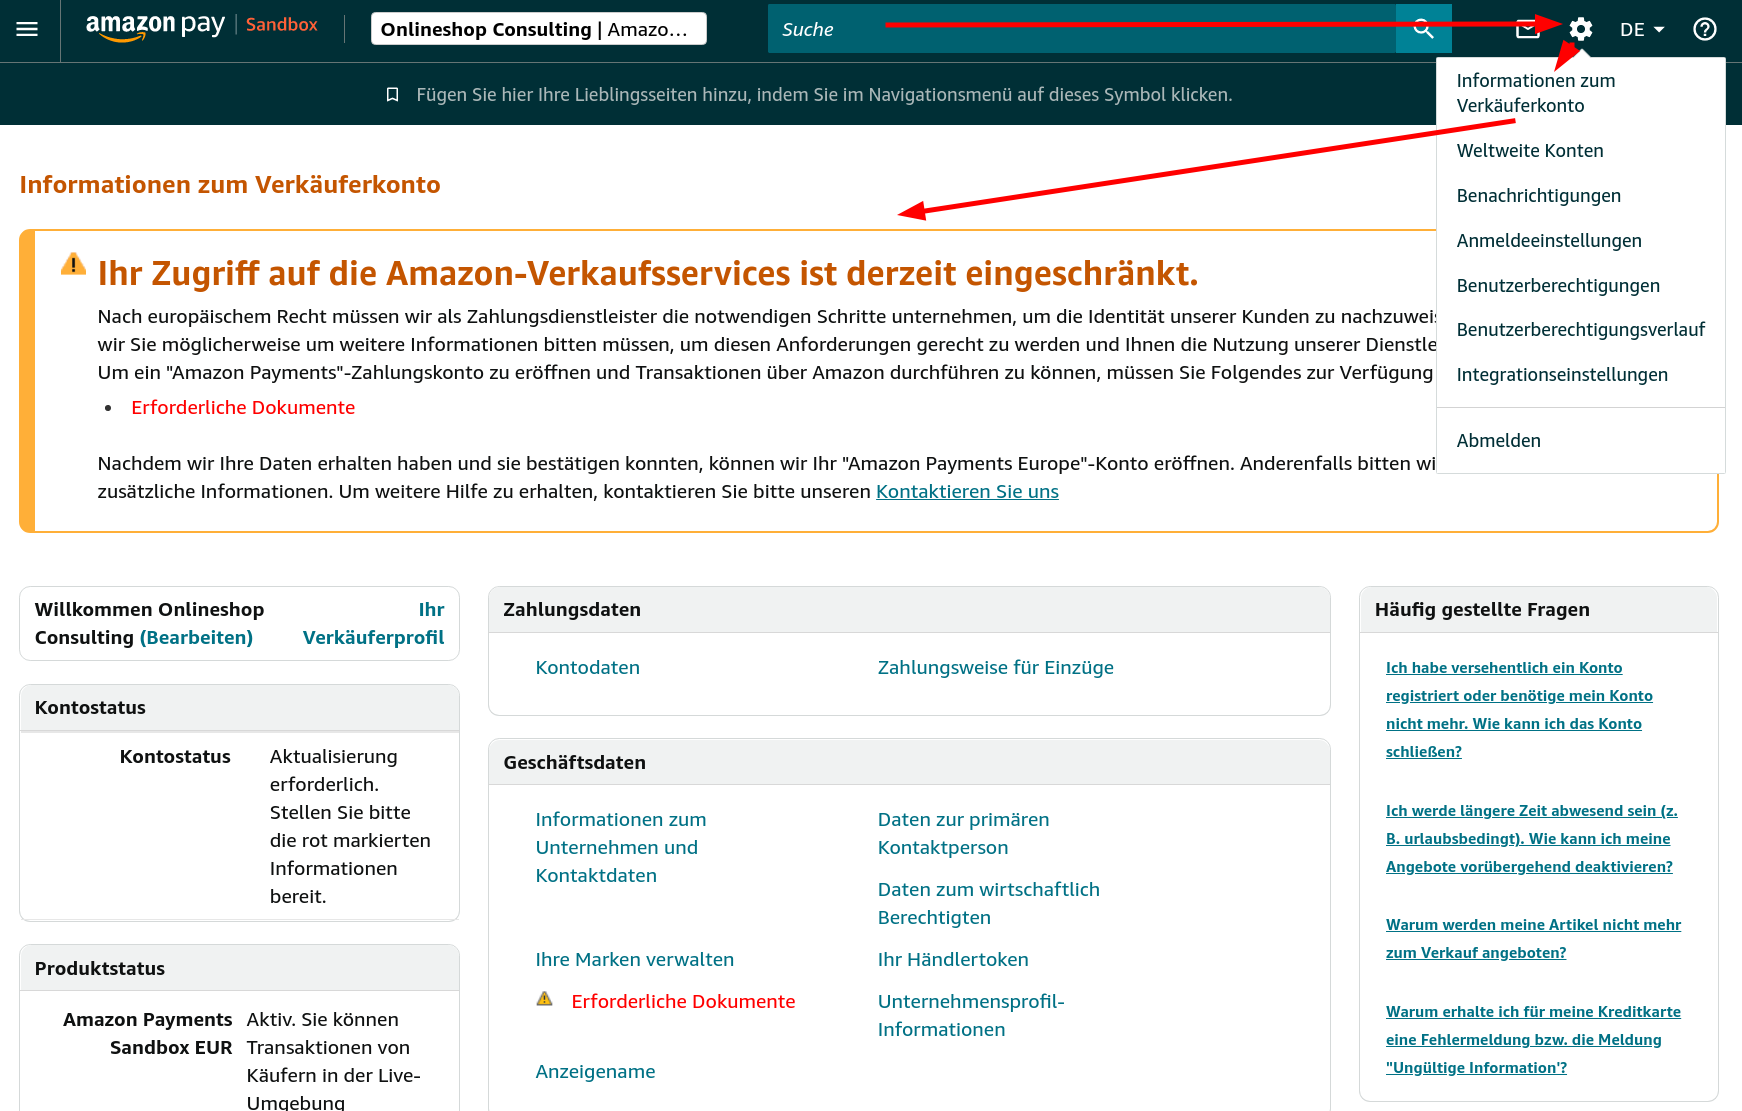 amazon pay
Sandbox
Onlineshop Consulting | Amazo...
Suche
DE
Fügen Sie hier Ihre Lieblingsseiten hinzu, indem Sie im Navigationsmenü auf dieses Symbol klicken.
Informationen zum
Verkäuferkonto
Weltweite Konten
Benachrichtigungen
Anmeldeeinstellungen
Benutzerberechtigungen
Benutzerberechtigungsverlauf
Integrationseinstellungen
Abmelden
Informationen zum Verkäuferkonto
Ihr Zugriff auf die Amazon-Verkaufsservices ist derzeit eingeschränkt.
Nach europäischem Recht müssen wir als Zahlungsdienstleister die notwendigen Schritte unternehmen, um die Identität unserer Kunden zu nachzuweis
wir Sie möglicherweise um weitere Informationen bitten müssen, um diesen Anforderungen gerecht zu werden und Ihnen die Nutzung unserer Dienstle
Um ein "Amazon Payments"-Zahlungskonto zu eröffnen und Transaktionen über Amazon durchführen zu können, müssen Sie Folgendes zur Verfügung
• Erforderliche Dokumente
Nachdem wir Ihre Daten erhalten haben und sie bestätigen konnten, können wir Ihr "Amazon Payments Europe"-Konto eröffnen. Anderenfalls bitten wi
zusätzliche Informationen. Um weitere Hilfe zu erhalten, kontaktieren Sie bitte unseren Kontaktieren Sie uns
Willkommen Onlineshop
Consulting (Bearbeiten)
Ihr
Verkäuferprofil
Kontostatus
Kontostatus
Aktualisierung
erforderlich.
Stellen Sie bitte
die rot markierten
Informationen
bereit.
Produktstatus
Amazon Payments
Sandbox EUR
Aktiv. Sie können
Transaktionen von
Käufern in der Live-
Umgebung
Zahlungsdaten
Kontodaten
Zahlungsweise für Einzüge
Geschäftsdaten
Informationen zum
Unternehmen und
Kontaktdaten
Daten zur primären
Kontaktperson
Daten zum wirtschaftlich
Berechtigten
Ihre Marken verwalten
Ihr Händlertoken
Erforderliche Dokumente
Unternehmensprofil-
Informationen
Anzeigename
Häufig gestellte Fragen
Ich habe versehentlich ein Konto
registriert oder benötige mein Konto
nicht mehr. Wie kann ich das Konto
schließen?
Ich werde längere Zeit abwesend sein (z.
B. urlaubsbedingt). Wie kann ich meine
Angebote vorübergehend deaktivieren?
Warum werden meine Artikel nicht mehr
zum Verkauf angeboten?
Warum erhalte ich für meine Kreditkarte
eine Fehlermeldung bzw. die Meldung
"Ungültige Information'?